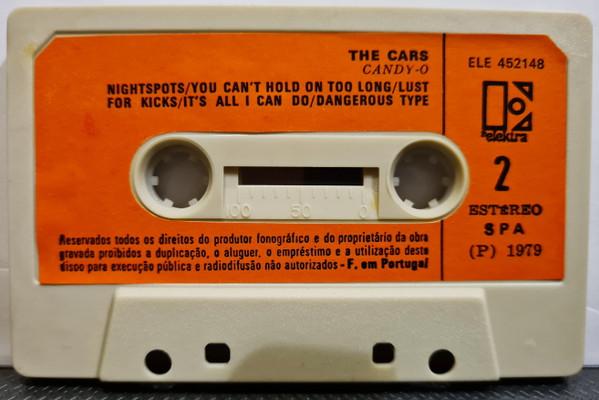 THE CARS
CANDY-O
NIGHTSPOTS/YOU CAN'T HOLD ON TOO LONG/LUST
FOR KICKS/IT'S ALL I CAN DO/DANGEROUS TYPE
ELE 452148
elektra
2
ESTÉREO
SPA
(P) 1979
100 50 0
Reservados todos os direitos do produtor fonográfico e do proprietário da obra
gravada proibidos a duplicação, o aluguer, o empréstimo e a utilização deste
disco para execução pública e radiodifusão não autorizados - F. em Portugal